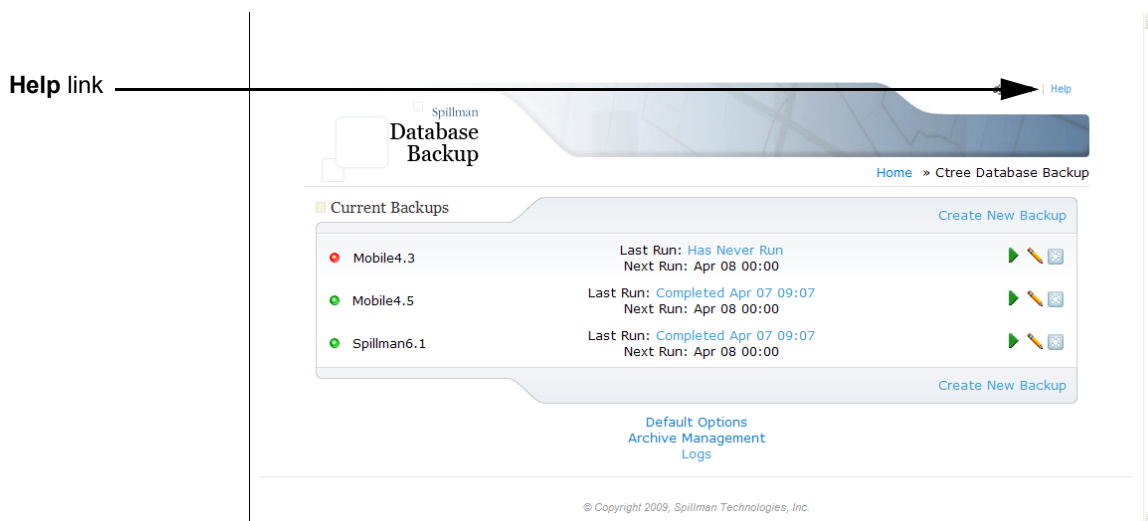 Help link
| Help
Spillman
Database
Backup
Home » Ctree Database Backup
Current Backups
Create New Backup
Mobile4.3
Last Run: Has Never Run
Next Run: Apr 08 00:00
Mobile4.5
Last Run: Completed Apr 07 09:07
Next Run: Apr 08 00:00
Spillman6.1
Last Run: Completed Apr 07 09:07
Next Run: Apr 08 00:00
Create New Backup
Default Options
Archive Management
Logs
© Copyright 2009, Spillman Technologies, Inc.